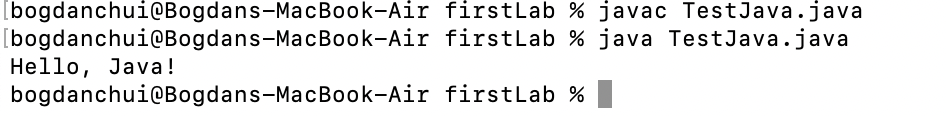 [bogdanchui@Bogdans-MacBook-Air firstLab % javac TestJava.java
[bogdanchui@Bogdans-MacBook-Air firstLab % java TestJava.java
Hello, Java!
bogdanchui@Bogdans-MacBook-Air firstLab %